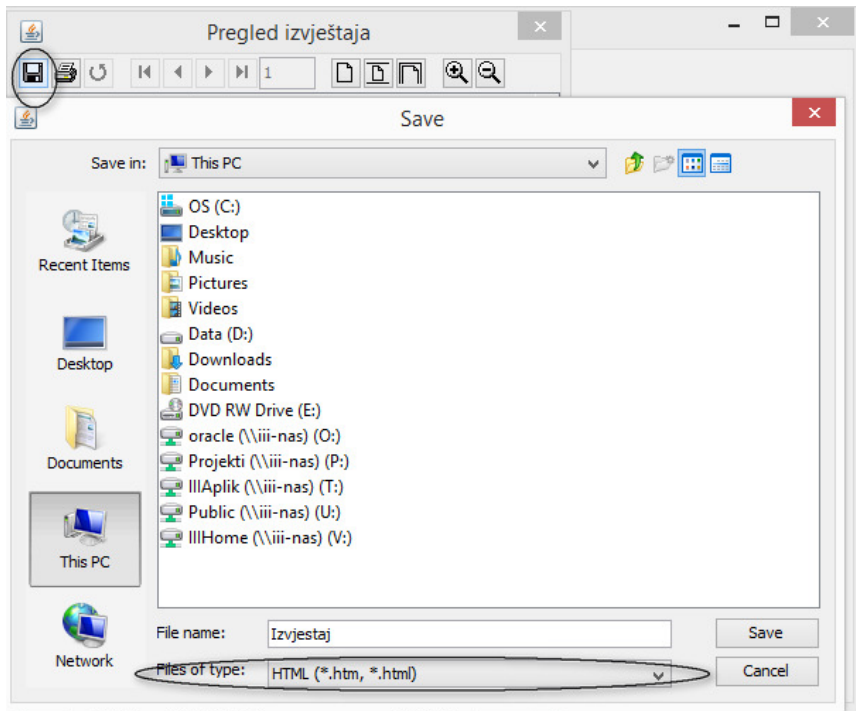 Pregled izvještaja
1
Save
Save in: This PC
OS (C:)
Desktop
Music
Pictures
Videos
Data (D:)
Downloads
Documents
DVD RW Drive (E:)
oracle (\\iii-nas) (O:)
Projekti (\\iii-nas) (P:)
IIIAplik (\\iii-nas) (T:)
Public (\\iii-nas) (U:)
IIIHome (\\iii-nas) (V:)
Recent Items
Desktop
Documents
This PC
Network
File name: Izvjestaj
Save
Files of type: HTML (*.htm, *.html)
Cancel